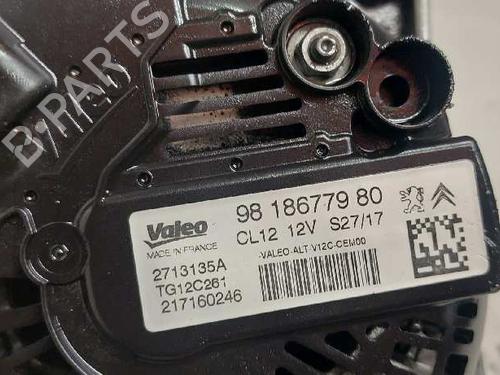 B-PARTS
Valeo
MADE IN FRANCE
98 186779 80
CL12 12V S27/17
-VALEO-ALT-V12C-CEM00
2713135A
TG12C261
217160246